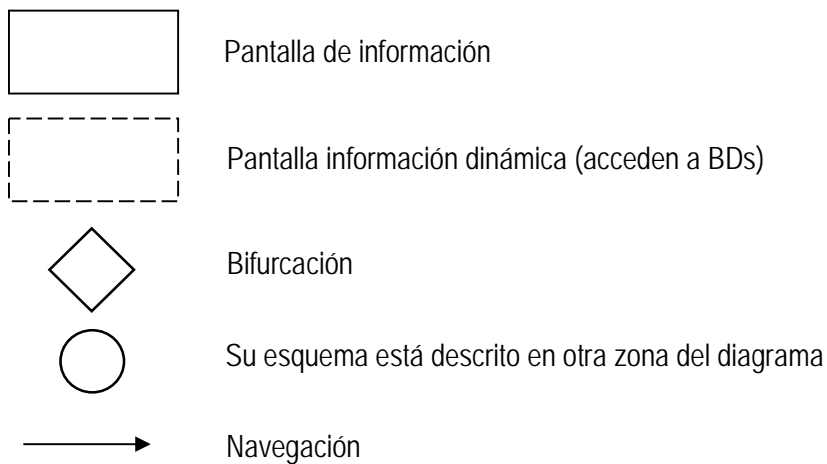 Pantalla de información
Pantalla información dinámica (acceden a BDs)
Bifurcación
Su esquema está descrito en otra zona del diagrama
Navegación